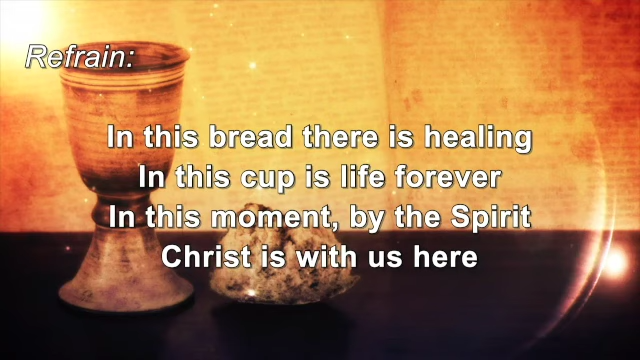 Refrain:
In this bread there is healing
In this cup is life forever
In this moment, by the Spirit
Christ is with us here